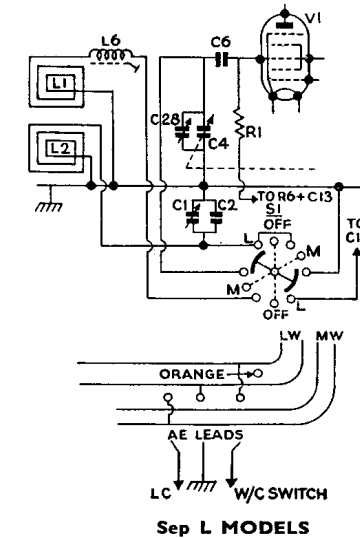 L6
C6
V1
L1
C28
C4
R1
L2
TO R6+C13
C1
C2
S1
OFF
TO
C1
L
M
M
L
OFF
LW
MW
ORANGE
AE LEADS
LC
W/C SWITCH
Sep L MODELS